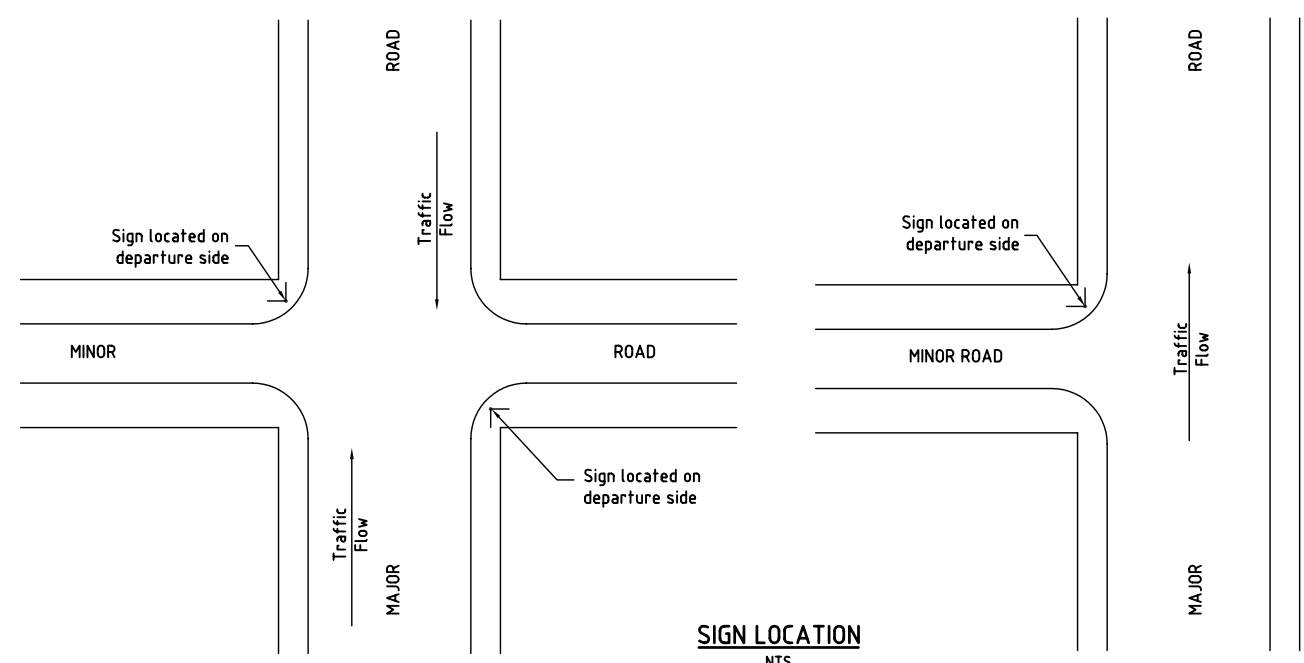 ROAD
Traffic
Flow
Sign located on
departure side
MINOR
ROAD
Sign located on
departure side
Traffic
Flow
MAJOR
ROAD
Sign located on
departure side
MINOR ROAD
Traffic
Flow
MAJOR
SIGN LOCATION
NTS